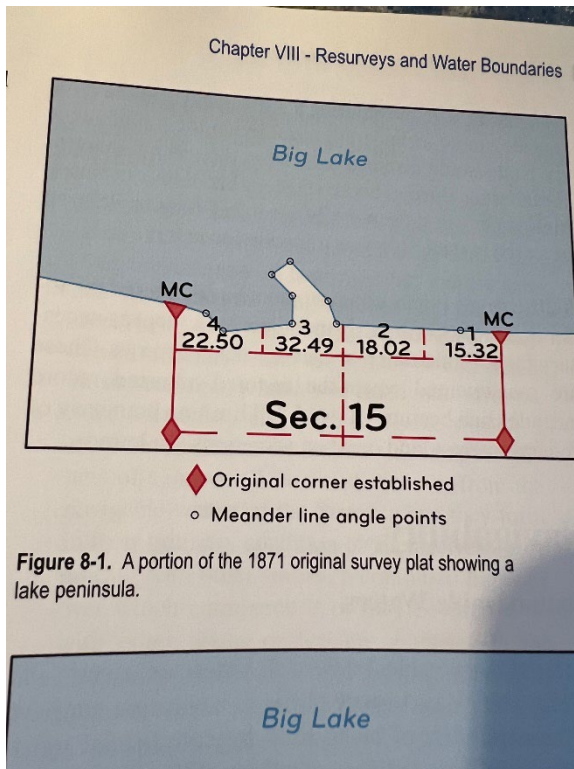 Chapter VIII - Resurveys and Water Boundaries
Big Lake
MC
4
3
2
1
MC
22.50
32.49
18.02
15.32
Sec. 15
Original corner established
Meander line angle points
Figure 8-1. A portion of the 1871 original survey plat showing a
lake peninsula.
Big Lake